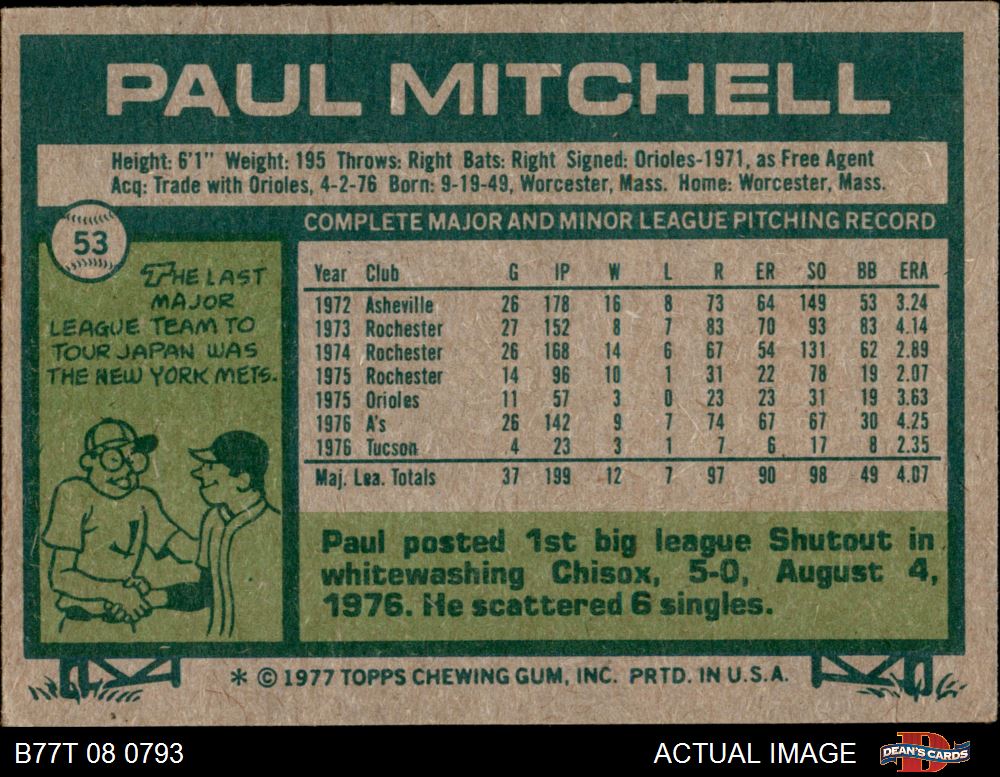 PAUL MITCHELL
Height: 6'1" Weight: 195 Throws: Right Bats: Right Signed: Orioles-1971, as Free Agent
Acq: Trade with Orioles, 4-2-76 Born: 9-19-49, Worcester, Mass. Home: Worcester, Mass.
53
THE LAST
MAJOR
LEAGUE TEAM TO
TOUR JAPAN WAS
THE NEW YORK METS.
COMPLETE MAJOR AND MINOR LEAGUE PITCHING RECORD
Year Club G IP W L R ER SO BB ERA
1972 Asheville 26 178 16 8 73 64 149 53 3.24
1973 Rochester 27 152 8 7 83 70 93 83 4.14
1974 Rochester 26 168 14 6 67 54 131 62 2.89
1975 Rochester 14 96 10 1 31 22 78 19 2.07
1975 Orioles 11 57 3 0 23 23 31 19 3.63
1976 A's 26 142 9 7 74 67 67 30 4.25
1976 Tucson 4 23 3 1 7 6 17 8 2.35
Maj. Lea. Totals 37 199 12 7 97 90 98 49 4.07
Paul posted 1st big league Shutout in
whitewashing Chisox, 5-0, August 4,
1976. He scattered 6 singles.
* © 1977 TOPPS CHEWING GUM, INC. PRTD. IN U.S.A.
B77T 08 0793 ACTUAL IMAGE DEAN'S CARDS